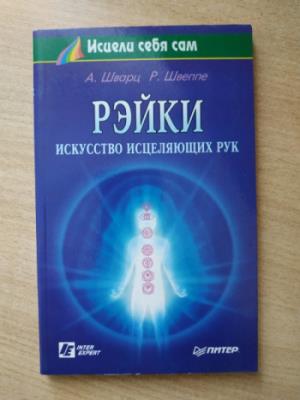 Исцели себя сам
А. Шварц Р. Швеппе
РЭЙКИ
ИСКУССТВО ИСЦЕЛЯЮЩИХ РУК
INTER
EXPERT
ПИТЕР